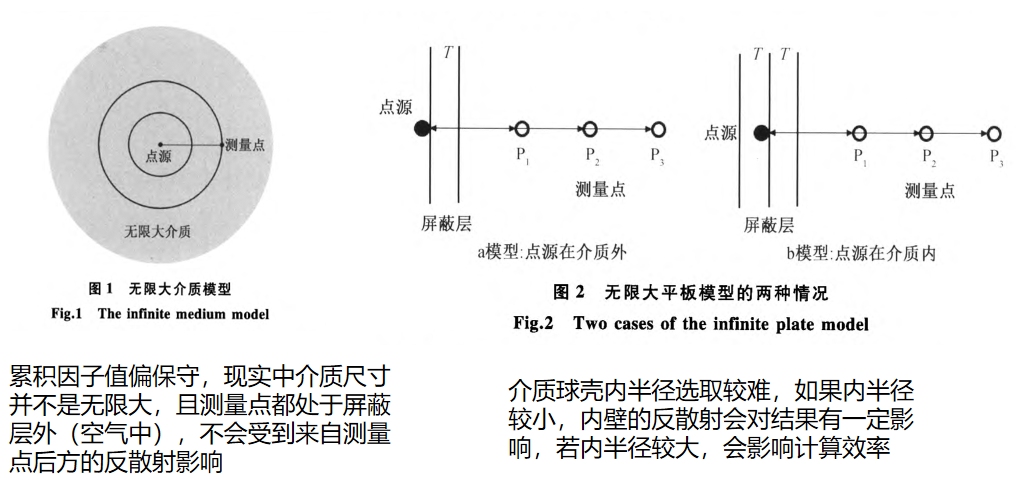 点源
测量点
无限大介质
图1 无限大介质模型
Fig.1 The infinite medium model
T
点源
P1
P2
P3
测量点
屏蔽层
a模型:点源在介质外
T
T
点源
P1
P2
P3
测量点
屏蔽层
b模型:点源在介质内
图2 无限大平板模型的两种情况
Fig.2 Two cases of the infinite plate model
累积因子值偏保守，现实中介质尺寸
并不是无限大，且测量点都处于屏蔽
层外（空气中），不会受到来自测量
点后方的反散射影响
介质球壳内半径选取较难，如果内半径
较小，内壁的反散射会对结果有一定影
响，若内半径较大，会影响计算效率